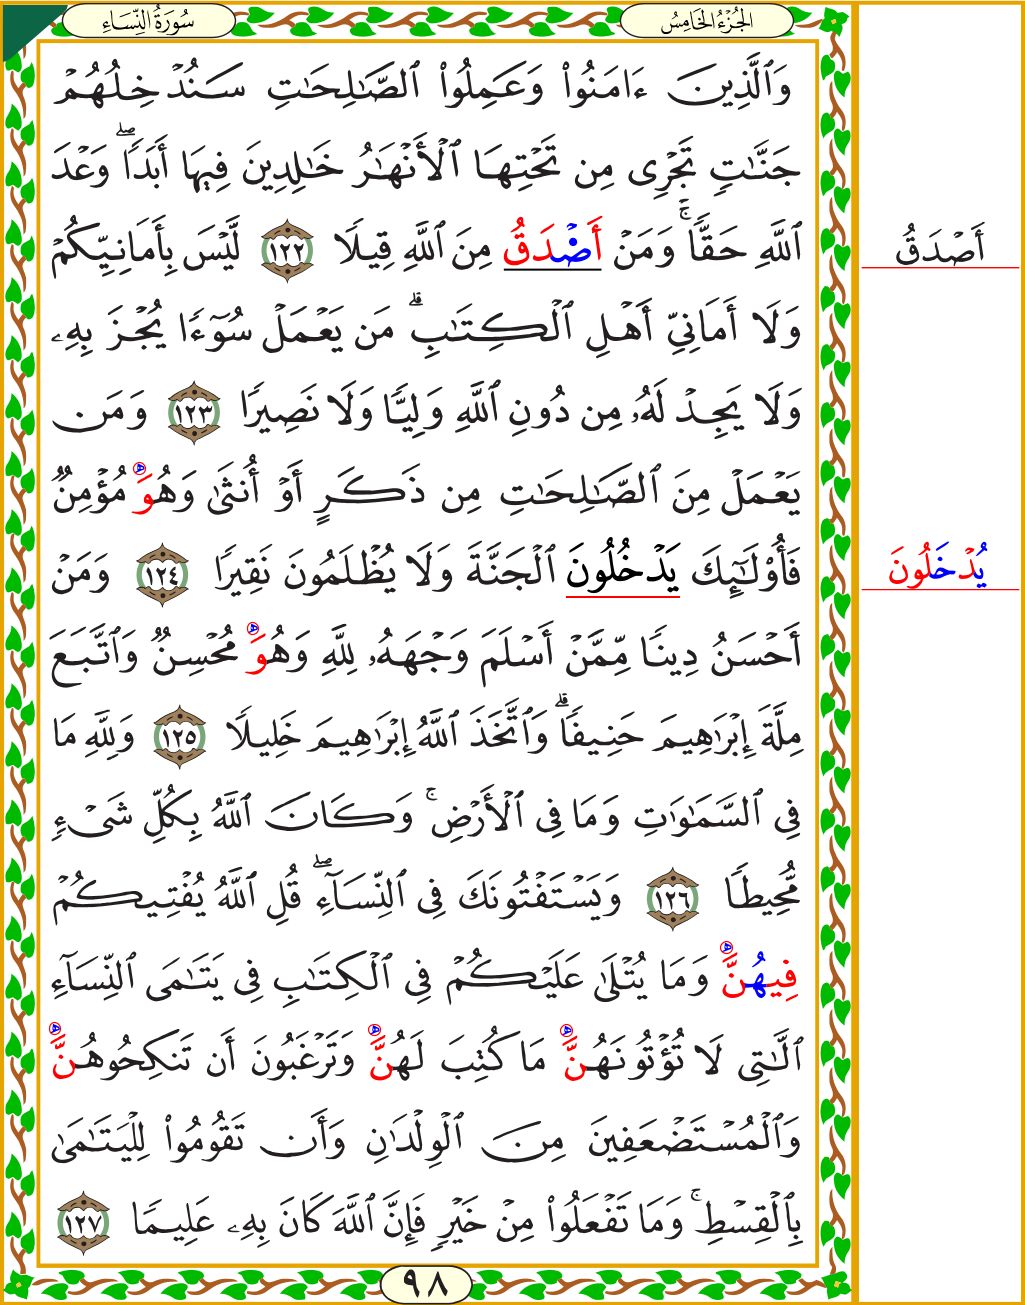 سُورَةُ النِّسَاءِ
الجُزْءُ الخَامِسُ
وَٱلَّذِينَ ءَامَنُوا۟ وَعَمِلُوا۟ ٱلصَّـٰلِحَـٰتِ سَنُدْخِلُهُمْ
جَنَّـٰتٍ تَجْرِى مِن تَحْتِهَا ٱلْأَنْهَـٰرُ خَـٰلِدِينَ فِيهَآ أَبَدًا ۖ وَعْدَ
ٱللَّهِ حَقًّا ۚ وَمَنْ أَصْدَقُ مِنَ ٱللَّهِ قِيلًا ١٢٢ لَّيْسَ بِأَمَانِيِّكُمْ
أَصْدَقُ
وَلَآ أَمَانِىِّ أَهْلِ ٱلْكِتَـٰبِ ۗ مَن يَعْمَلْ سُوٓءًا يُجْزَ بِهِۦ
وَلَا يَجِدْ لَهُۥ مِن دُونِ ٱللَّهِ وَلِيًّا وَلَا نَصِيرًا ١٢٣ وَمَن
يَعْمَلْ مِنَ ٱلصَّـٰلِحَـٰتِ مِن ذَكَرٍ أَوْ أُنثَىٰ وَهُوَ مُؤْمِنٌ
فَأُو۟لَـٰٓئِكَ يَدْخُلُونَ ٱلْجَنَّةَ وَلَا يُظْلَمُونَ نَقِيرًا ١٢٤ وَمَنْ
يُدْخَلُونَ
أَحْسَنُ دِينًا مِّمَّنْ أَسْلَمَ وَجْهَهُۥ لِلَّهِ وَهُوَ مُحْسِنٌ وَٱتَّبَعَ
مِلَّةَ إِبْرَٰهِيمَ حَنِيفًا ۗ وَٱتَّخَذَ ٱللَّهُ إِبْرَٰهِيمَ خَلِيلًا ١٢٥ وَلِلَّهِ مَا
فِى ٱلسَّمَـٰوَٰتِ وَمَا فِى ٱلْأَرْضِ ۚ وَكَانَ ٱللَّهُ بِكُلِّ شَىْءٍ
مُّحِيطًا ١٢٦ وَيَسْتَفْتُونَكَ فِى ٱلنِّسَآءِ ۖ قُلِ ٱللَّهُ يُفْتِيكُمْ
فِيهُنَّ وَمَا يُتْلَىٰ عَلَيْكُمْ فِى ٱلْكِتَـٰبِ فِى يَتَـٰمَى ٱلنِّسَآءِ
ٱلَّـٰتِى لَا تُؤْتُونَهُنَّ مَا كُتِبَ لَهُنَّ وَتَرْغَبُونَ أَن تَنكِحُوهُنَّ
وَٱلْمُسْتَضْعَفِينَ مِنَ ٱلْوِلْدَٰنِ وَأَن تَقُومُوا۟ لِلْيَتَـٰمَىٰ
بِٱلْقِسْطِ ۚ وَمَا تَفْعَلُوا۟ مِنْ خَيْرٍ فَإِنَّ ٱللَّهَ كَانَ بِهِۦ عَلِيمًا ١٢٧
٩٨